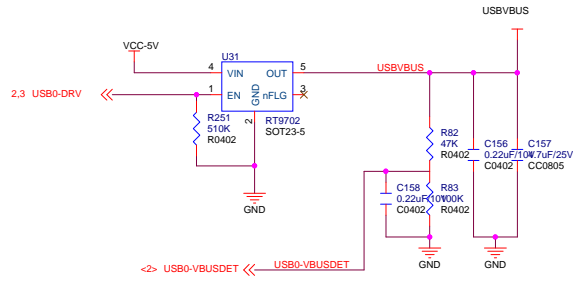 USBVBUS
VCC-5V
U31
4 VIN OUT 5 USBVBUS
2,3 USB0-DRV 1 EN GND nFLG 3
2
R251
510K
R0402
RT9702
SOT23-5
GND
R82
47K
R0402
C156
0.22uF/10V
C0402
C157
4.7uF/25V
CC0805
C158
0.22uF/10V
C0402
R83
100K
R0402
GND
GND
<2> USB0-VBUSDET USB0-VBUSDET